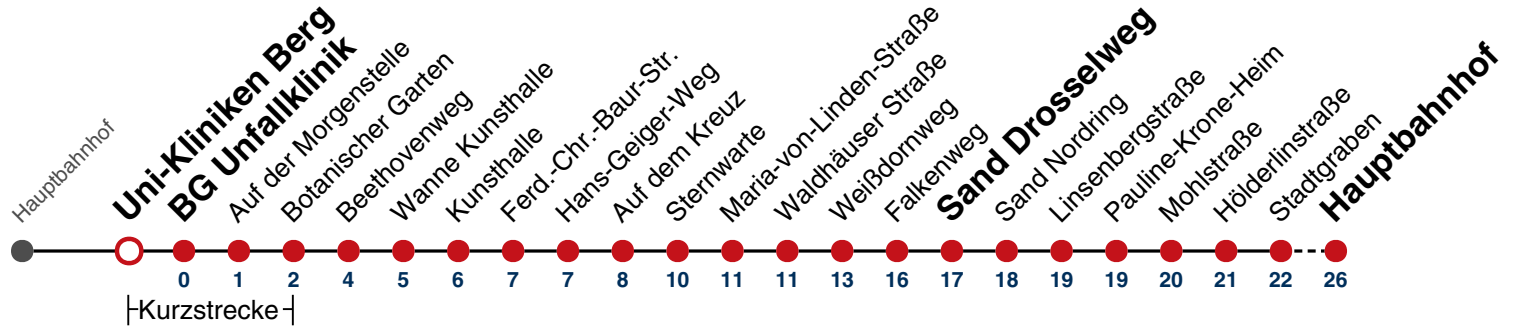 Hauptbahnhof
Uni-Kliniken Berg
BG Unfallklinik
Auf der Morgenstelle
Botanischer Garten
Beethovenweg
Wanne Kunsthalle
Kunsthalle
Ferd.-Chr.-Baur-Str.
Hans-Geiger-Weg
Auf dem Kreuz
Sternwarte
Maria-von-Linden-Straße
Waldhäuser Straße
Weißdornweg
Falkenweg
Sand Drosselweg
Sand Nordring
Linsenbergstraße
Pauline-Krone-Heim
Mohlstraße
Hölderlinstraße
Stadtgraben
Hauptbahnhof
0 1 2 4 5 6 7 7 8 10 11 11 13 16 17 18 19 19 20 21 22 26
Kurzstrecke